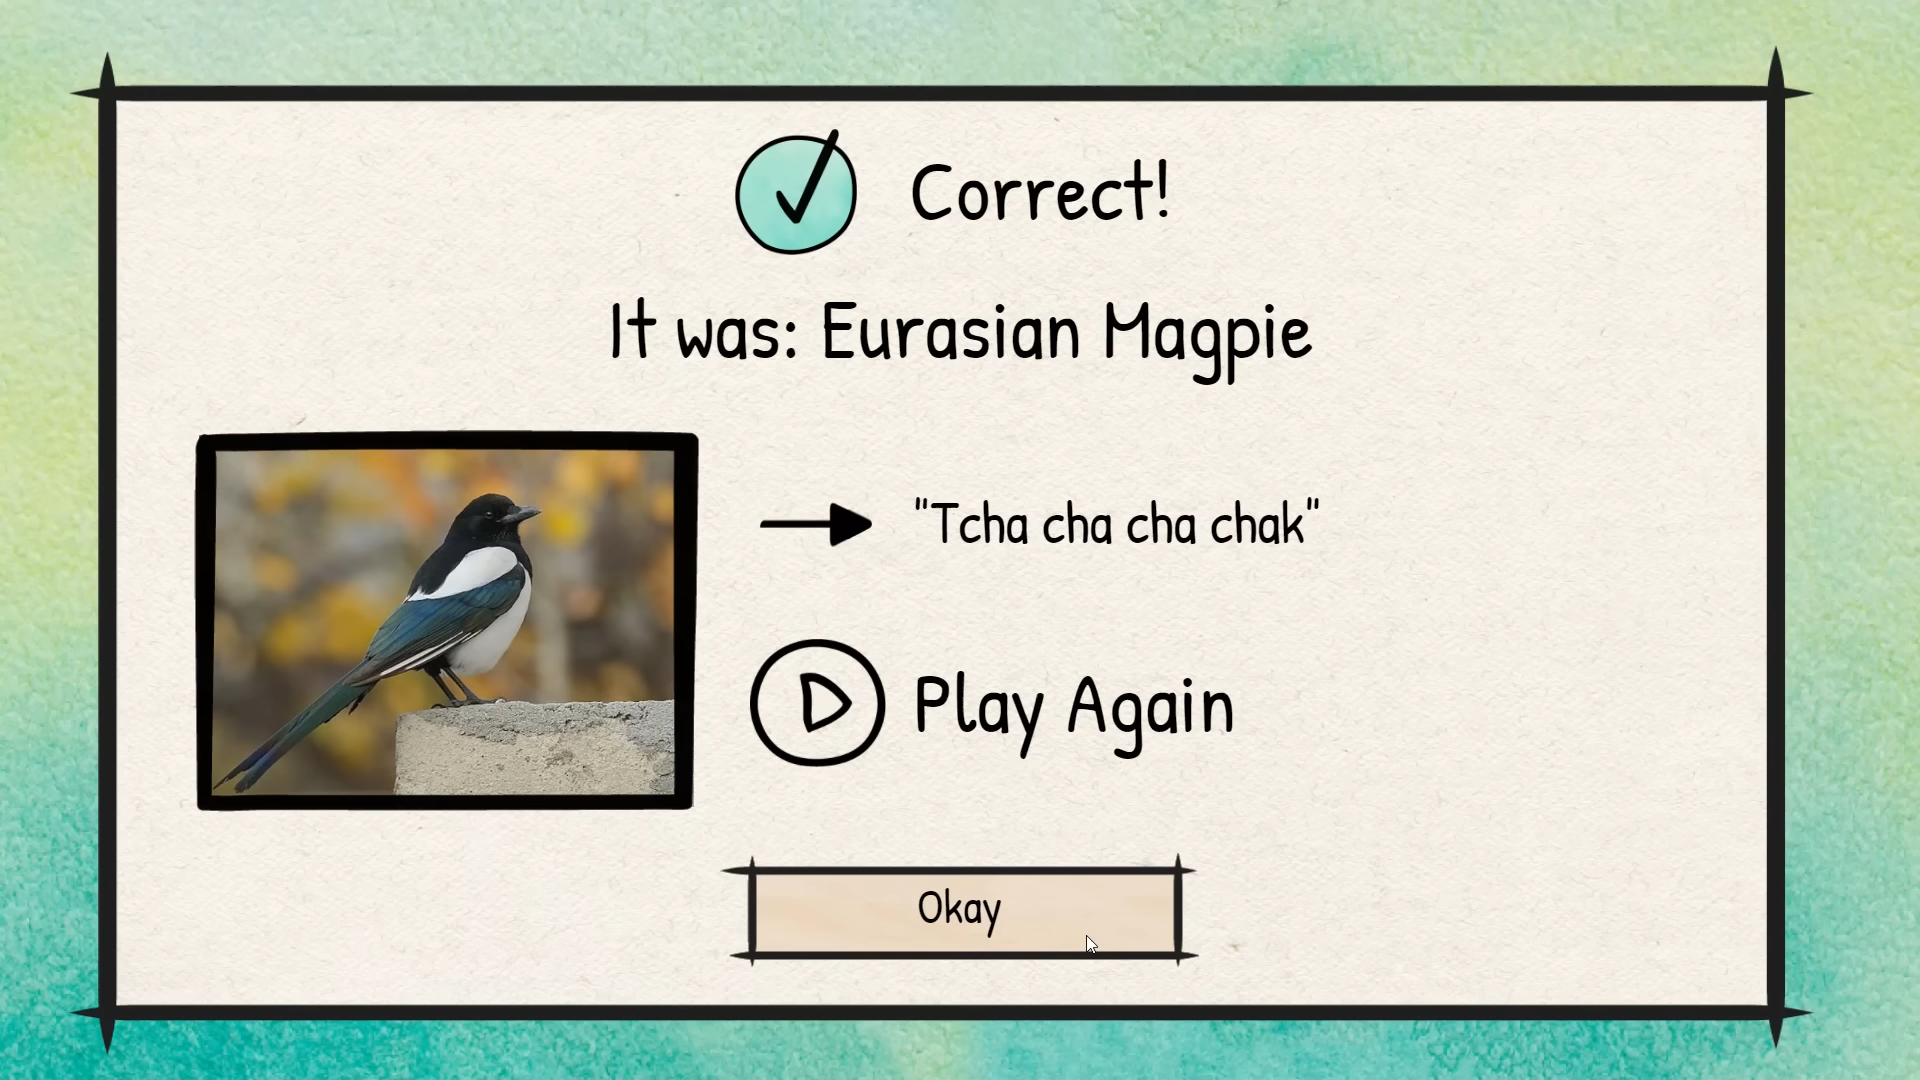 Correct!
It was: Eurasian Magpie
"Tcha cha cha chak"
Play Again
Okay